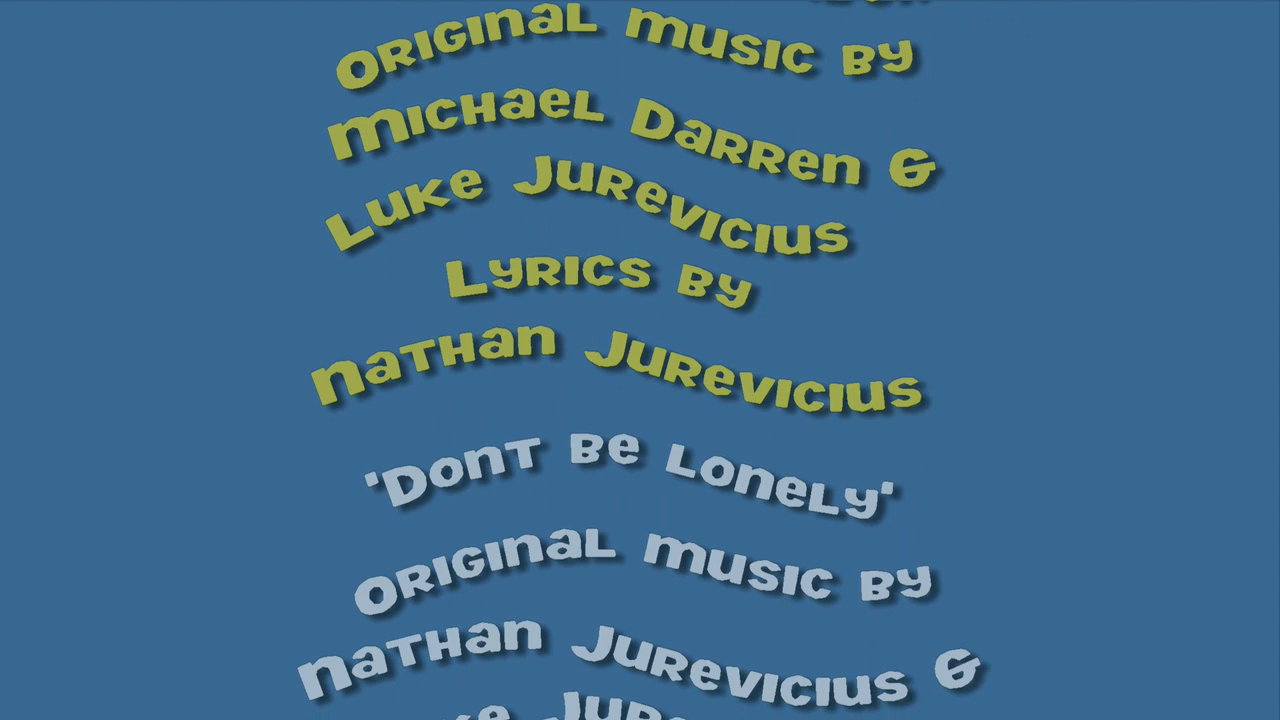 Original music by
Michael Darren &
Luke Jurevicius
Lyrics by
Nathan Jurevicius
'Dont be lonely'
Original music by
Nathan Jurevicius &